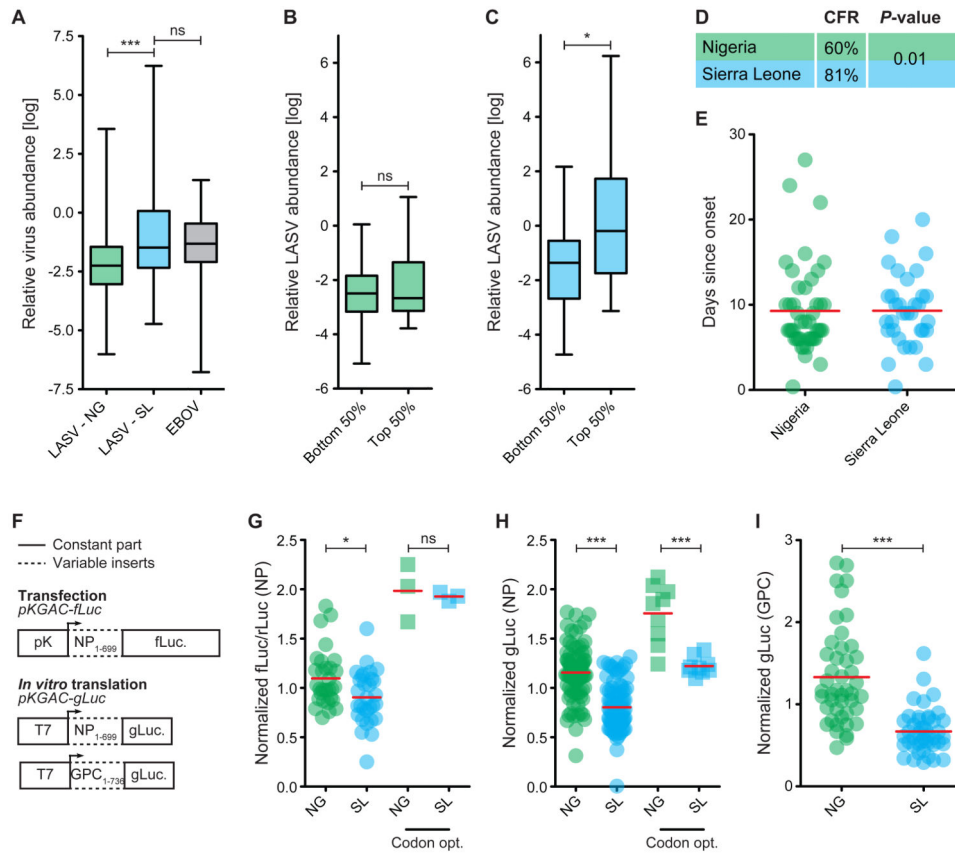 A
Relative virus abundance [log]
7.5
5.0
2.5
0.0
-2.5
-5.0
-7.5
***
ns
LASV - NG
LASV - SL
EBOV
B
Relative LASV abundance [log]
6
4
2
0
-2
-4
-6
ns
Bottom 50%
Top 50%
C
Relative LASV abundance [log]
6
4
2
0
-2
-4
-6
*
Bottom 50%
Top 50%
D
CFR P-value
Nigeria 60%
0.01
Sierra Leone 81%
E
Days since onset
30
20
10
0
Nigeria
Sierra Leone
F
Constant part
Variable inserts
Transfection
pKGAC-fLuc
pK NP1-699 fLuc.
In vitro translation
pKGAC-gLuc
T7 NP1-699 gLuc.
T7 GPC1-736 gLuc.
G
Normalized fLuc/rLuc (NP)
2.5
2.0
1.5
1.0
0.5
0.0
*
ns
NG
SL
NG
SL
Codon opt.
H
Normalized gLuc (NP)
2.5
2.0
1.5
1.0
0.5
0.0
***
***
NG
SL
NG
SL
Codon opt.
I
Normalized gLuc (GPC)
3
2
1
0
***
NG
SL